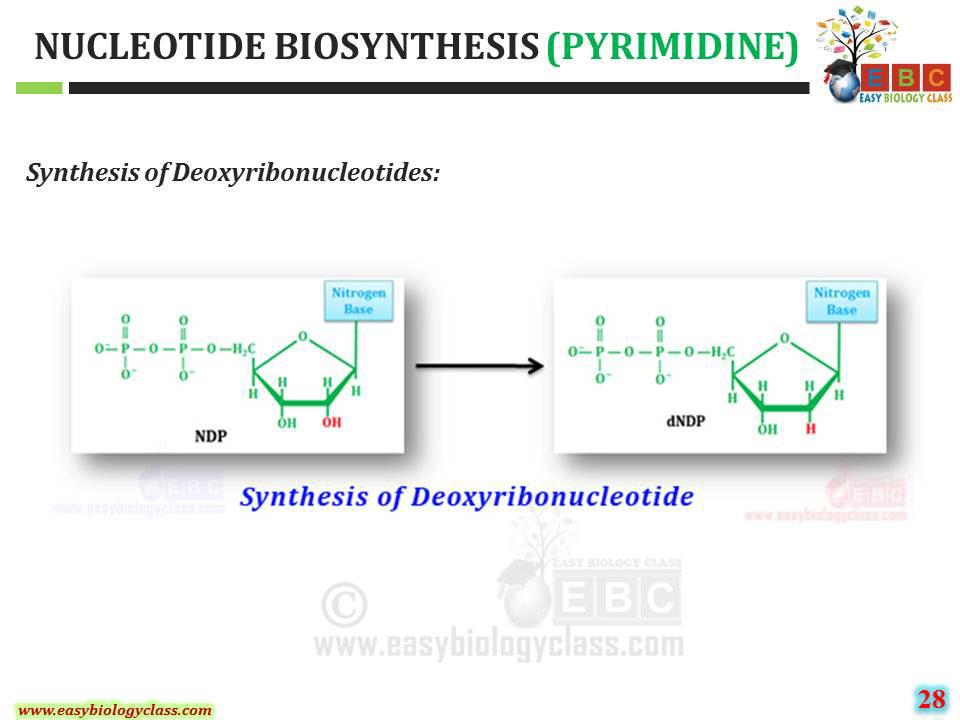 NUCLEOTIDE BIOSYNTHESIS (PYRIMIDINE)
E B C
EASY BIOLOGY CLASS
Synthesis of Deoxyribonucleotides:
Nitrogen
Base
O O
O⁻ — P — O — P — O — H₂C O
O⁻ O⁻
H H H H
OH OH
NDP
Nitrogen
Base
O O
O⁻ — P — O — P — O — H₂C O
O⁻ O⁻
H H H H
OH H
dNDP
Synthesis of Deoxyribonucleotide
EBC
www.easybiologyclass.com
EBC
www.easybiologyclass.com
EASY BIOLOGY CLASS
© EBC
www.easybiologyclass.com
www.easybiologyclass.com
28